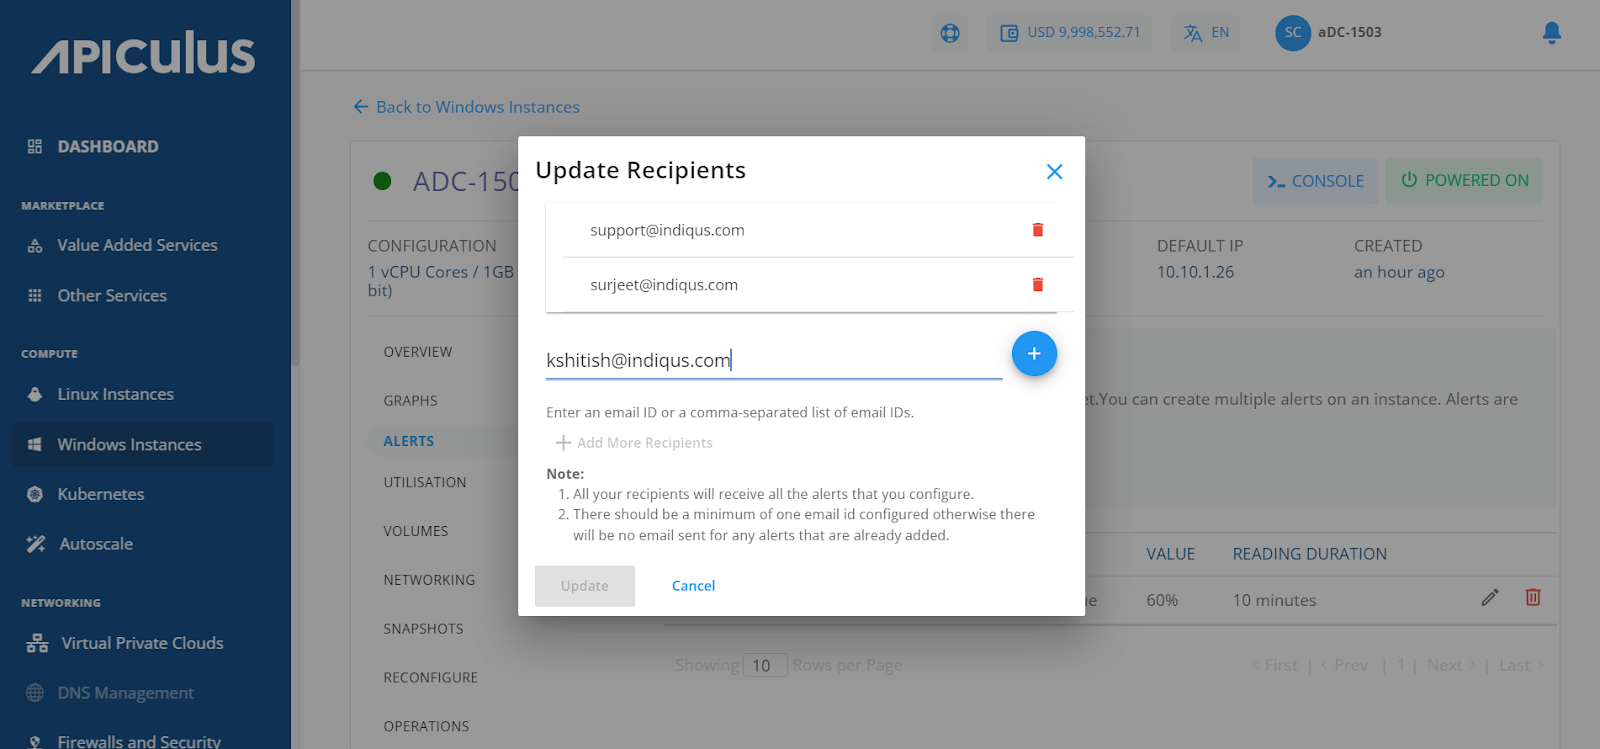 APICULUS
DASHBOARD
MARKETPLACE
Value Added Services
Other Services
COMPUTE
Linux Instances
Windows Instances
Kubernetes
Autoscale
NETWORKING
Virtual Private Clouds
DNS Management
Firewalls and Security
USD 9,998,552.71
EN
SC
aDC-1503
Back to Windows Instances
ADC-150
CONSOLE
POWERED ON
CONFIGURATION
1 vCPU Cores / 1GB
bit)
DEFAULT IP
10.10.1.26
CREATED
an hour ago
OVERVIEW
GRAPHS
ALERTS
UTILISATION
VOLUMES
NETWORKING
SNAPSHOTS
RECONFIGURE
OPERATIONS
Update Recipients
support@indiqus.com
surjeet@indiqus.com
kshitish@indiqus.com
Enter an email ID or a comma-separated list of email IDs.
Add More Recipients
Note:
1. All your recipients will receive all the alerts that you configure.
2. There should be a minimum of one email id configured otherwise there
will be no email sent for any alerts that are already added.
Update
Cancel
et.You can create multiple alerts on an instance. Alerts are
VALUE
READING DURATION
ue
60%
10 minutes
Showing 10 Rows per Page
« First | ‹ Prev | 1 | Next › | Last »